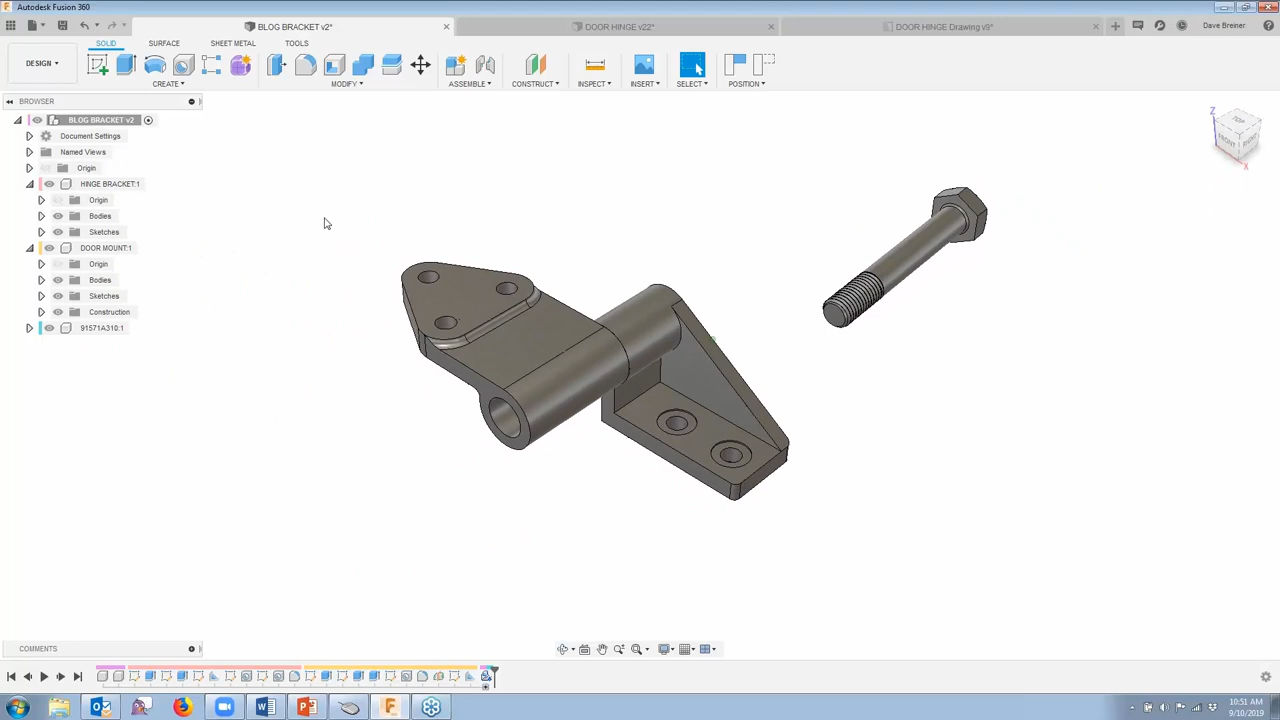 Autodesk Fusion 360
BLOG BRACKET v2*
DOOR HINGE v22*
DOOR HINGE Drawing v9*
Dave Breiner
DESIGN
SOLID
SURFACE
SHEET METAL
TOOLS
CREATE
MODIFY
ASSEMBLE
CONSTRUCT
INSPECT
INSERT
SELECT
POSITION
BROWSER
BLOG BRACKET v2
Document Settings
Named Views
Origin
HINGE BRACKET:1
Origin
Bodies
Sketches
DOOR MOUNT:1
Origin
Bodies
Sketches
Construction
91571A310:1
Z
TOP
FRONT
RIGHT
X
COMMENTS
10:51 AM
9/10/2019